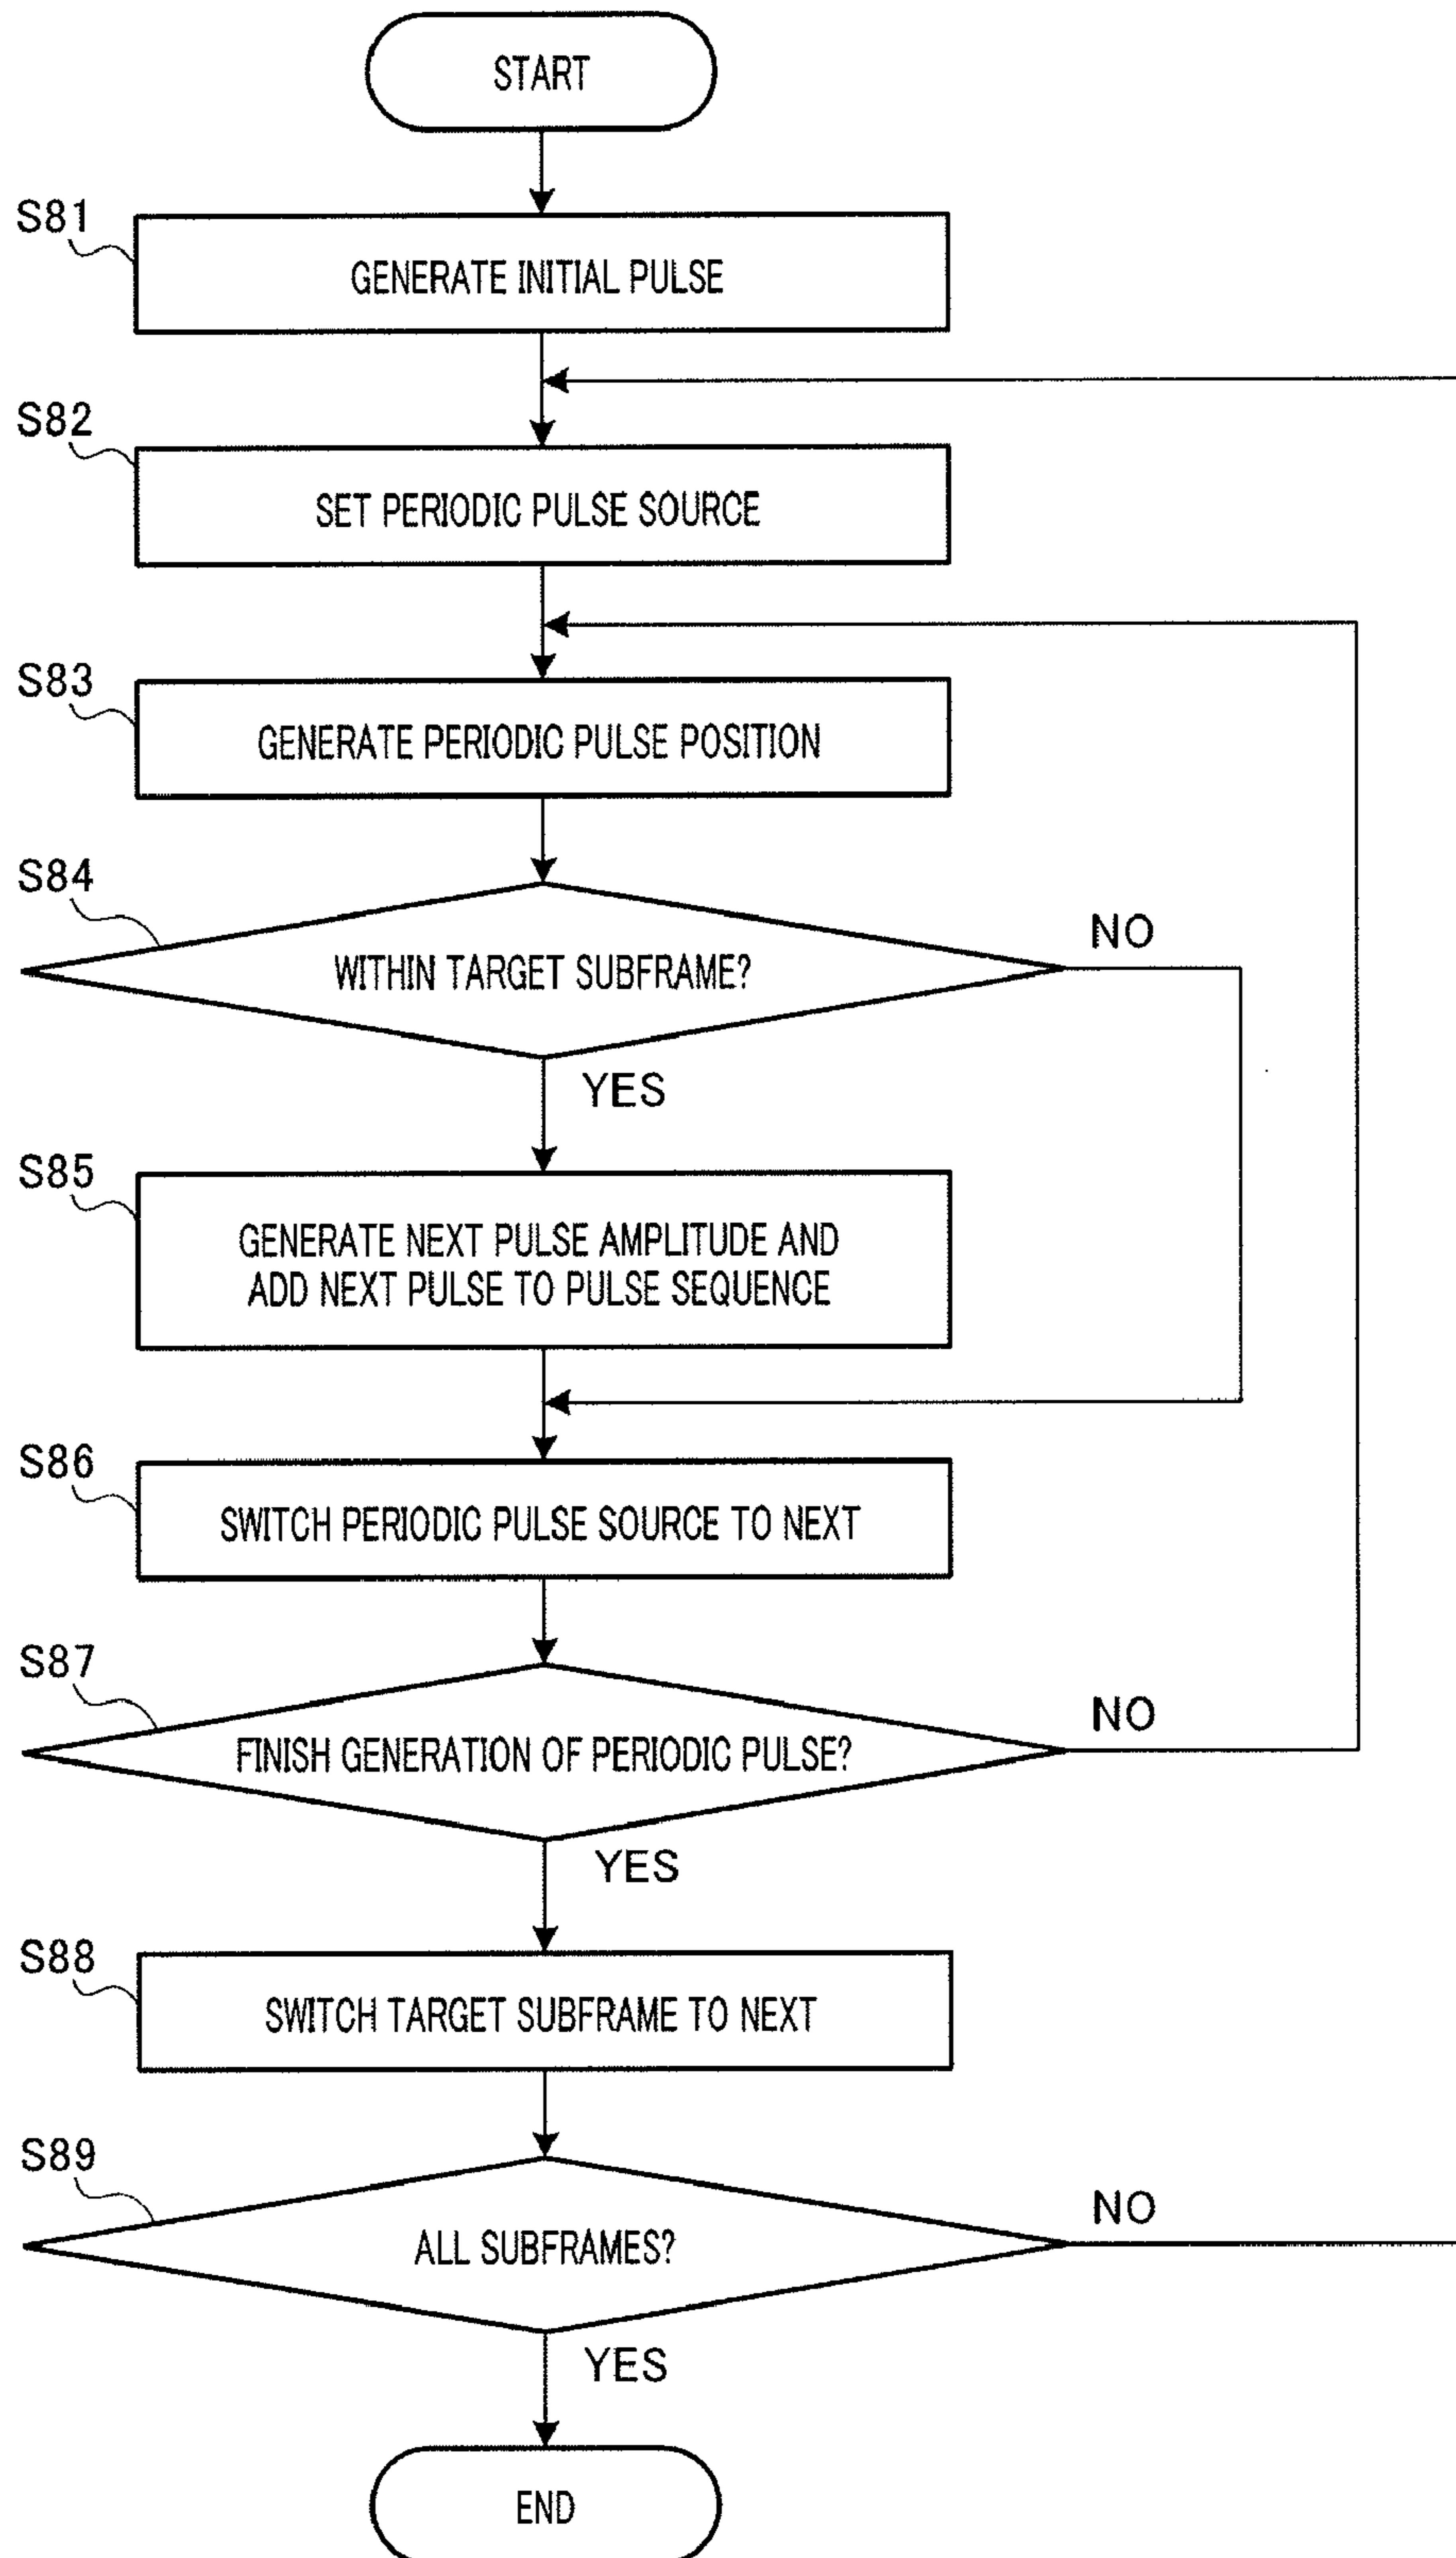 START
S81
GENERATE INITIAL PULSE
S82
SET PERIODIC PULSE SOURCE
S83
GENERATE PERIODIC PULSE POSITION
S84
WITHIN TARGET SUBFRAME?
NO
YES
S85
GENERATE NEXT PULSE AMPLITUDE AND
ADD NEXT PULSE TO PULSE SEQUENCE
S86
SWITCH PERIODIC PULSE SOURCE TO NEXT
S87
FINISH GENERATION OF PERIODIC PULSE?
NO
YES
S88
SWITCH TARGET SUBFRAME TO NEXT
S89
ALL SUBFRAMES?
NO
YES
END